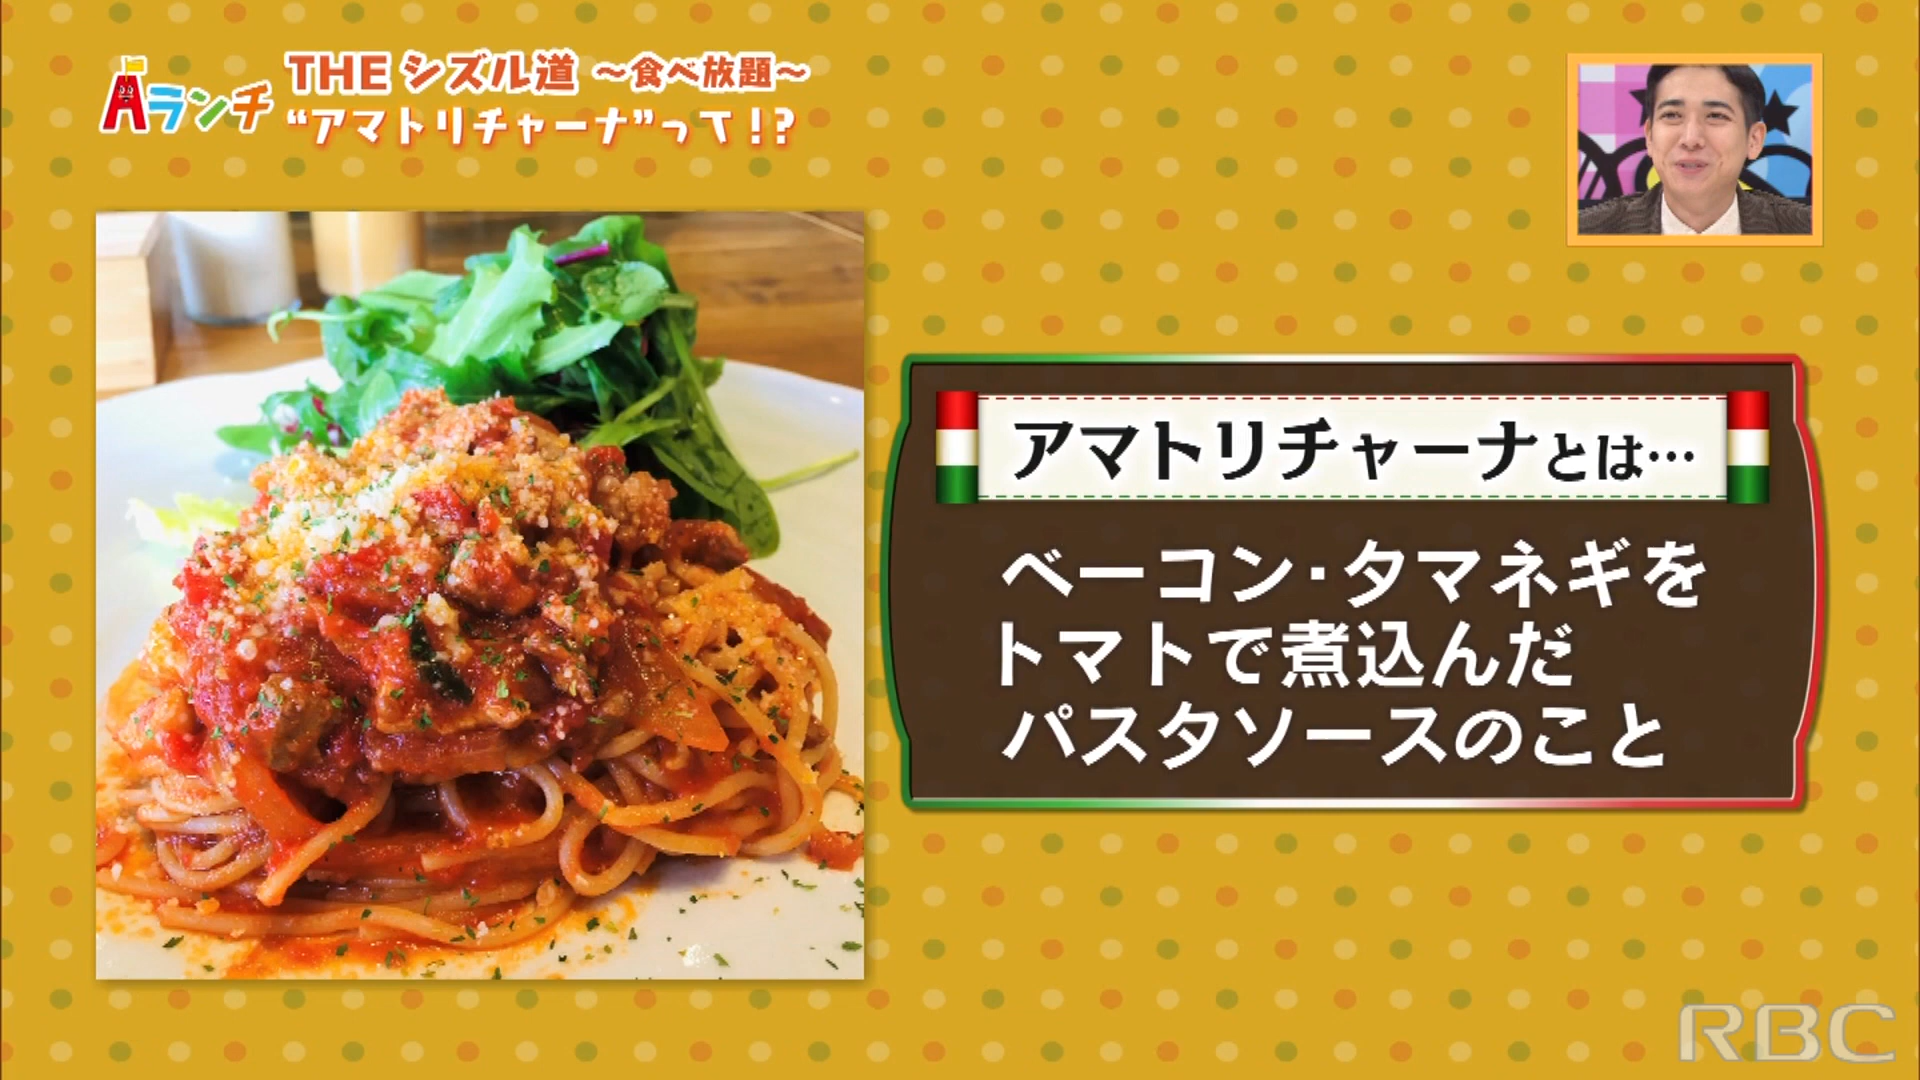 Aランチ
THE シズル道 ～食べ放題～
“アマトリチャーナ”って！？
アマトリチャーナとは…
ベーコン･タマネギを
トマトで煮込んだ
パスタソースのこと
RBC